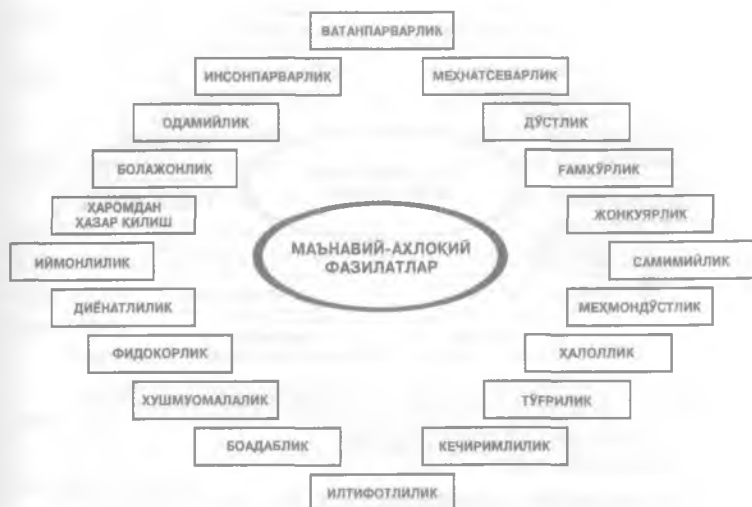 ВАТАНПАРВАРЛИК
ИНСОНПАРВАРЛИК
МЕҲНАТСЕВАРЛИК
ОДАМИЙЛИК
ДЎСТЛИК
БОЛАЖОНЛИК
ҒАМХЎРЛИК
ҲАРОМДАН
ҲАЗАР ҚИЛИШ
ЖОНКУЯРЛИК
МАЪНАВИЙ-АХЛОҚИЙ
ФАЗИЛАТЛАР
ИЙМОНЛИЛИК
САМИМИЙЛИК
ДИЁНАТЛИЛИК
МЕҲМОНДЎСТЛИК
ФИДОКОРЛИК
ҲАЛОЛЛИК
ХУШМУОМАЛАЛИК
ТЎҒРИЛИК
БОАДАБЛИК
КЕЧИРИМЛИЛИК
ИЛТИФОТЛИЛИК